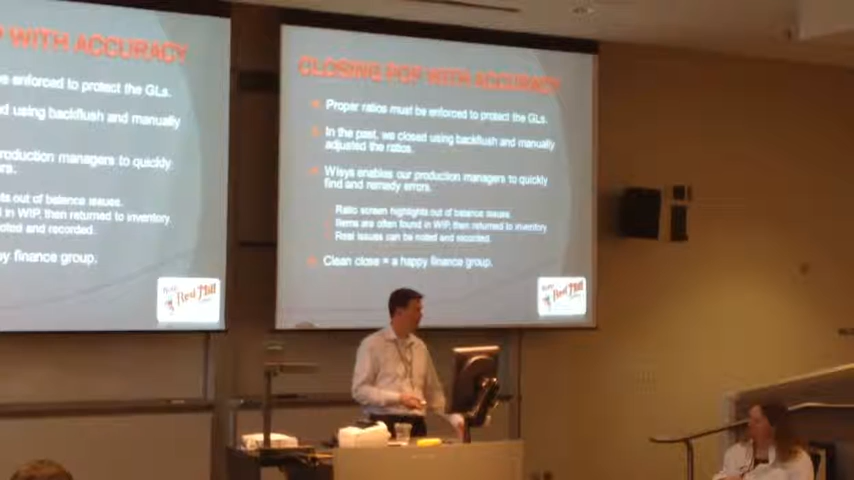 P WITH ACCURACY
e enforced to protect the GLs.
d using backflush and manually
roduction managers to quickly
rs.
ts out of balance issues.
in WIP, then returned to inventory.
oted and recorded.
py finance group.
Red Mill
CLOSING POP WITH ACCURACY
Proper ratios must be enforced to protect the GLs.
In the past, we closed using backflush and manually
adjusted the ratios.
Wisys enables our production managers to quickly
find and remedy errors.
Ratio screen highlights out of balance issues.
Items are often found in WIP, then returned to inventory
Real issues can be noted and recorded.
Clean close = a happy finance group.
Bob's
Red Mill